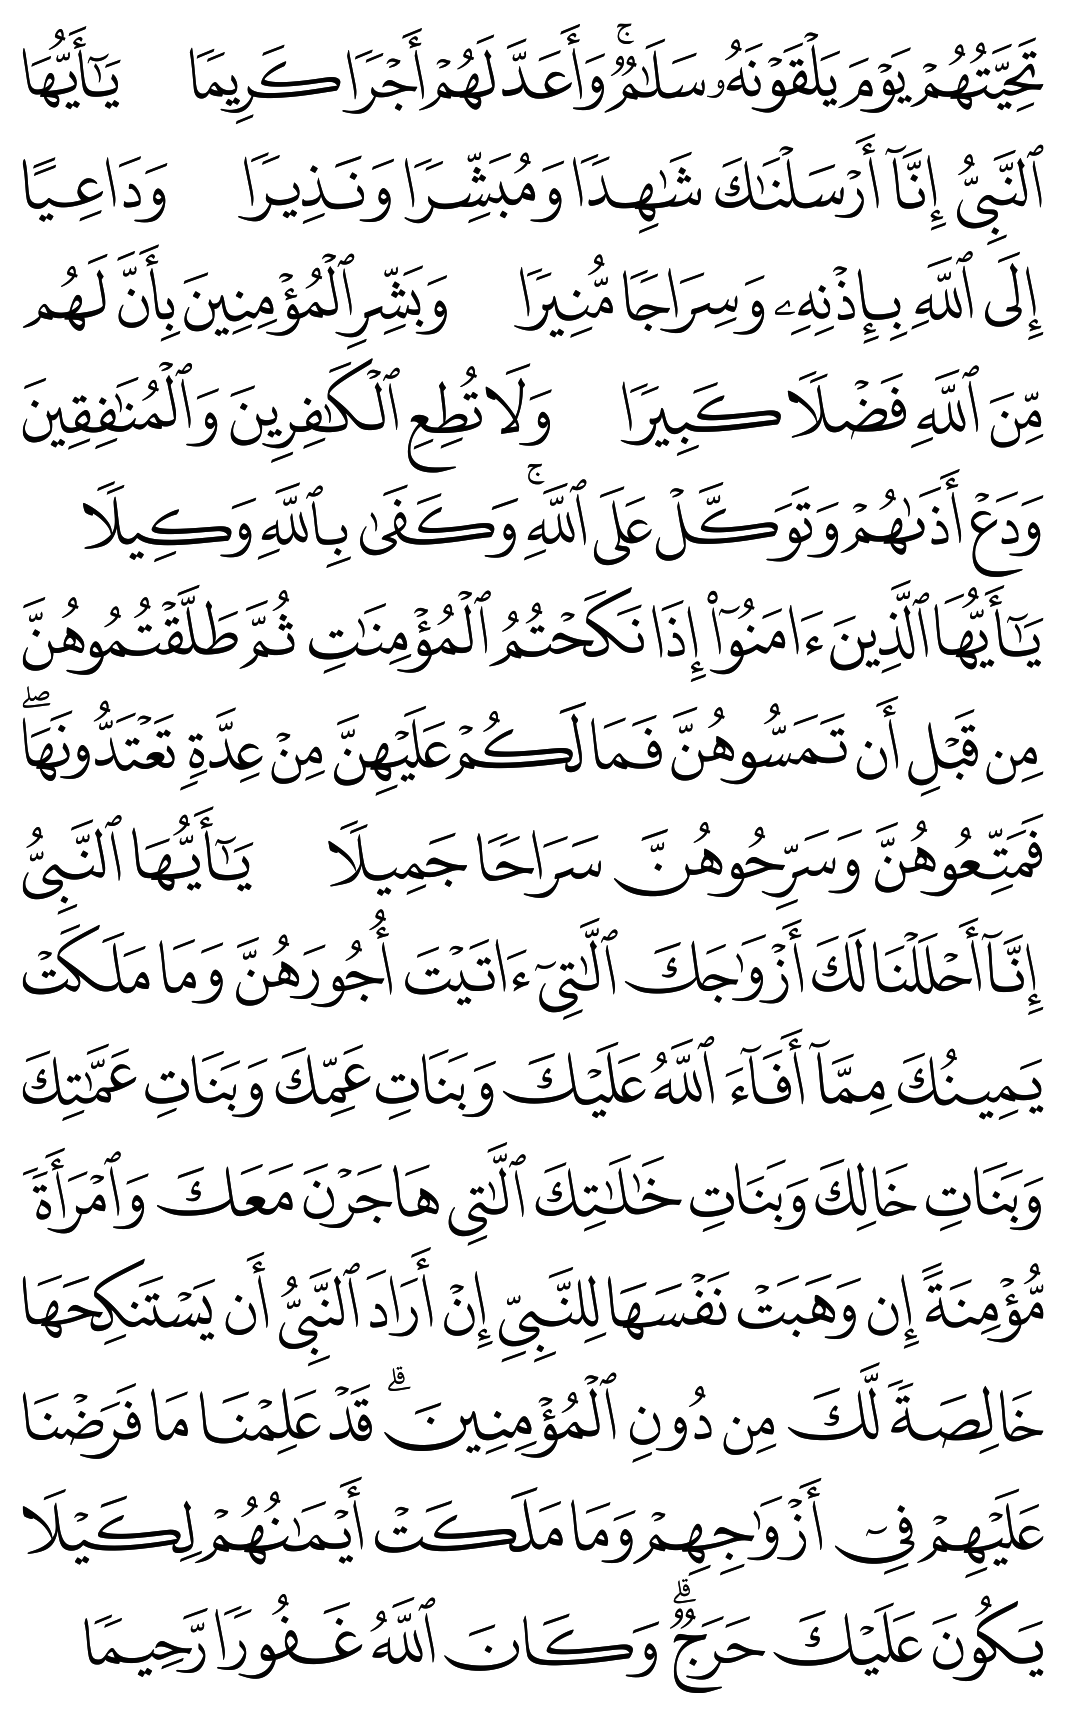 تَحِيَّتُهُمۡ يَوۡمَ يَلۡقَوۡنَهُۥ سَلَٰمٞۚ وَأَعَدَّ لَهُمۡ أَجۡرٗا كَرِيمٗا يَٰٓأَيُّهَا
ٱلنَّبِيُّ إِنَّآ أَرۡسَلۡنَٰكَ شَٰهِدٗا وَمُبَشِّرٗا وَنَذِيرٗا وَدَاعِيًا
إِلَى ٱللَّهِ بِإِذۡنِهِۦ وَسِرَاجٗا مُّنِيرٗا وَبَشِّرِ ٱلۡمُؤۡمِنِينَ بِأَنَّ لَهُم
مِّنَ ٱللَّهِ فَضۡلٗا كَبِيرٗا وَلَا تُطِعِ ٱلۡكَٰفِرِينَ وَٱلۡمُنَٰفِقِينَ
وَدَعۡ أَذَىٰهُمۡ وَتَوَكَّلۡ عَلَى ٱللَّهِۚ وَكَفَىٰ بِٱللَّهِ وَكِيلٗا
يَٰٓأَيُّهَا ٱلَّذِينَ ءَامَنُوٓاْ إِذَا نَكَحۡتُمُ ٱلۡمُؤۡمِنَٰتِ ثُمَّ طَلَّقۡتُمُوهُنَّ
مِن قَبۡلِ أَن تَمَسُّوهُنَّ فَمَا لَكُمۡ عَلَيۡهِنَّ مِنۡ عِدَّةٖ تَعۡتَدُّونَهَاۖ
فَمَتِّعُوهُنَّ وَسَرِّحُوهُنَّ سَرَاحٗا جَمِيلٗا يَٰٓأَيُّهَا ٱلنَّبِيُّ
إِنَّآ أَحۡلَلۡنَا لَكَ أَزۡوَٰجَكَ ٱلَّٰتِيٓ ءَاتَيۡتَ أُجُورَهُنَّ وَمَا مَلَكَتۡ
يَمِينُكَ مِمَّآ أَفَآءَ ٱللَّهُ عَلَيۡكَ وَبَنَاتِ عَمِّكَ وَبَنَاتِ عَمَّٰتِكَ
وَبَنَاتِ خَالِكَ وَبَنَاتِ خَٰلَٰتِكَ ٱلَّٰتِي هَاجَرۡنَ مَعَكَ وَٱمۡرَأَةٗ
مُّؤۡمِنَةً إِن وَهَبَتۡ نَفۡسَهَا لِلنَّبِيِّ إِنۡ أَرَادَ ٱلنَّبِيُّ أَن يَسۡتَنكِحَهَا
خَالِصَةٗ لَّكَ مِن دُونِ ٱلۡمُؤۡمِنِينَۗ قَدۡ عَلِمۡنَا مَا فَرَضۡنَا
عَلَيۡهِمۡ فِيٓ أَزۡوَٰجِهِمۡ وَمَا مَلَكَتۡ أَيۡمَٰنُهُمۡ لِكَيۡلَا
يَكُونَ عَلَيۡكَ حَرَجٞۗ وَكَانَ ٱللَّهُ غَفُورٗا رَّحِيمٗا